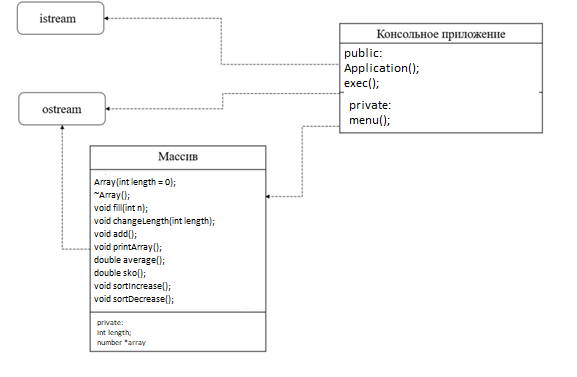 istream
Консольное приложение
public:
Application();
exec();
private:
menu();
ostream
Массив
Array(int length = 0);
~Array();
void fill(int n);
void changeLength(int length);
void add();
void printArray();
double average();
double sko();
void sortIncrease();
void sortDecrease();
private:
int length;
number *array